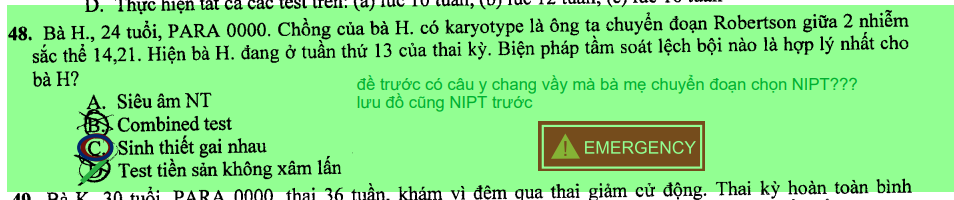 D. Thực hiện tất cả các test trên: (a) lúc 10 tuần, (b) lúc 12 tuần, (c) lúc 16 tuần
48. Bà H., 24 tuổi, PARA 0000. Chồng của bà H. có karyotype là ông ta chuyển đoạn Robertson giữa 2 nhiễm
sắc thể 14,21. Hiện bà H. đang ở tuần thứ 13 của thai kỳ. Biện pháp tầm soát lệch bội nào là hợp lý nhất cho
bà H?
đề trước có câu y chang vầy mà bà mẹ chuyển đoạn chọn NIPT???
lưu đồ cũng NIPT trước
A. Siêu âm NT
B. Combined test
C. Sinh thiết gai nhau
D Test tiền sản không xâm lấn
EMERGENCY
49. Bà K. 30 tuổi, PARA 0000, thai 36 tuần, khám vì đêm qua thai giảm cử động. Thai kỳ hoàn toàn bình